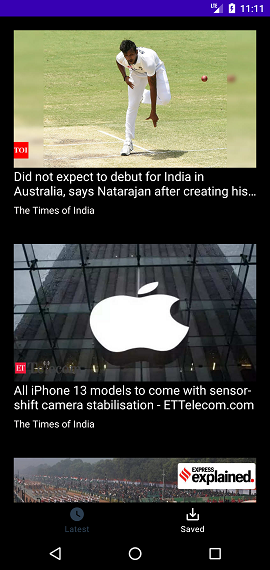 LTE 11:11
TOI
Did not expect to debut for India in
Australia, says Natarajan after creating his...
The Times of India
ET
All iPhone 13 models to come with sensor-
shift camera stabilisation - ETTelecom.com
The Times of India
EXPRESS
explained.
Latest
Saved